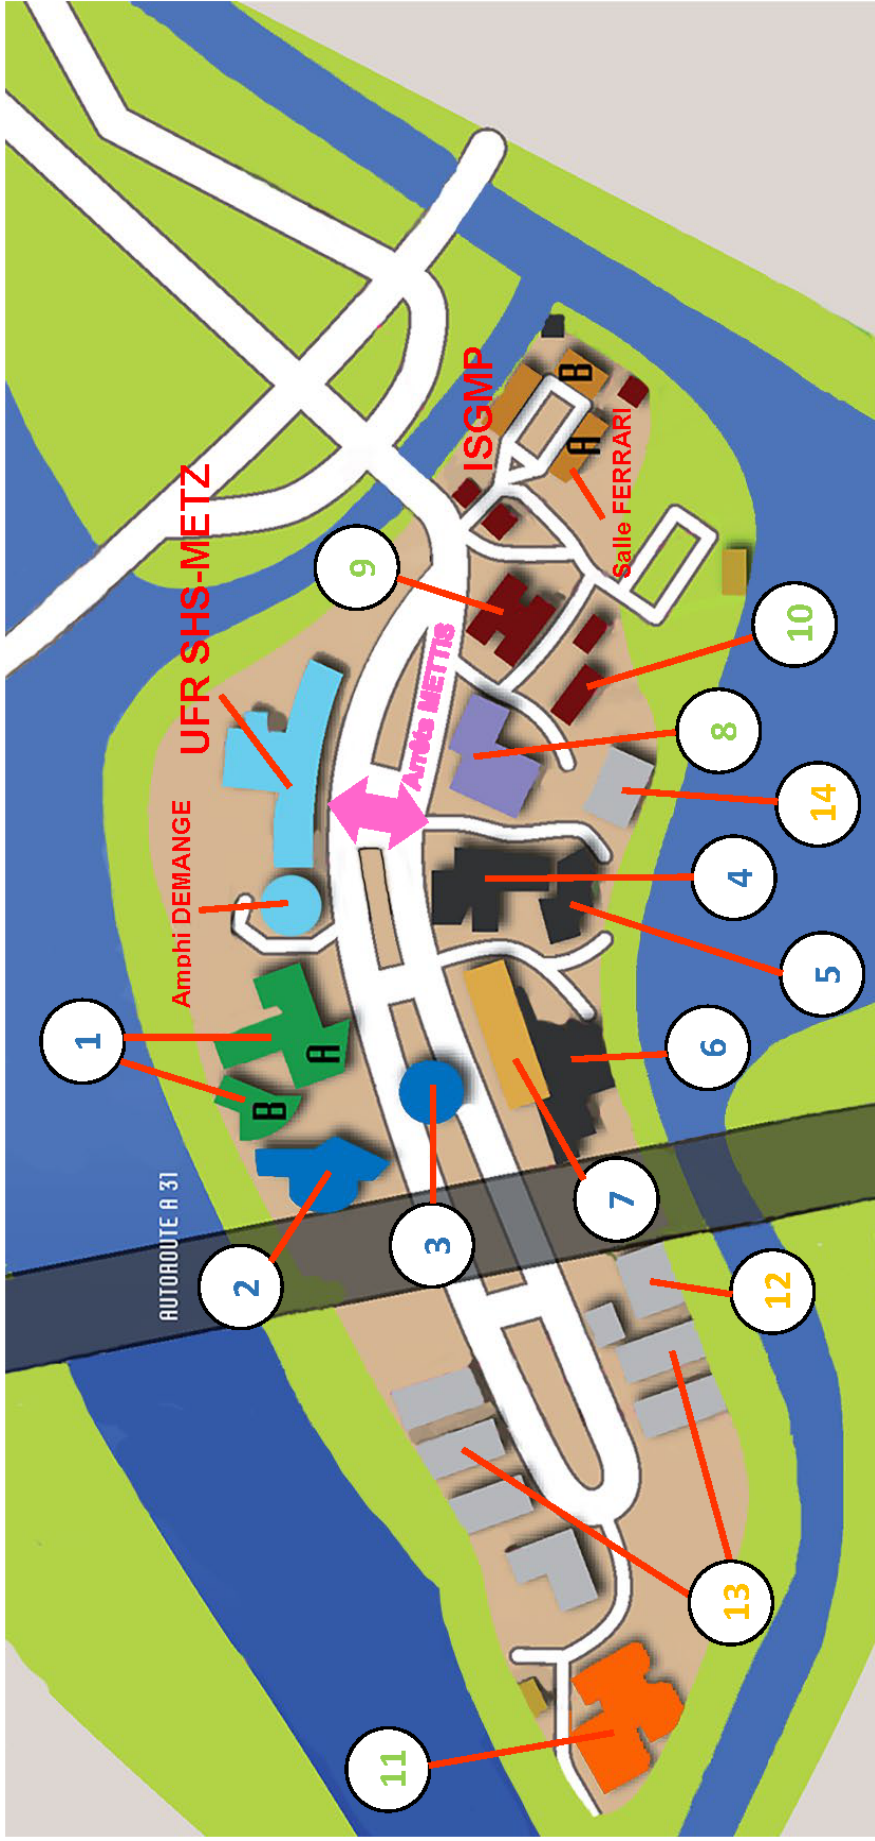 UFR SHS-METZ
ISGMP
B
A
Salle FERRARI
Amphi DEMANGE
Arrêts METTIS
AUTOROUTE A 31
A
B
1
2
3
4
5
6
7
8
9
10
11
12
13
14